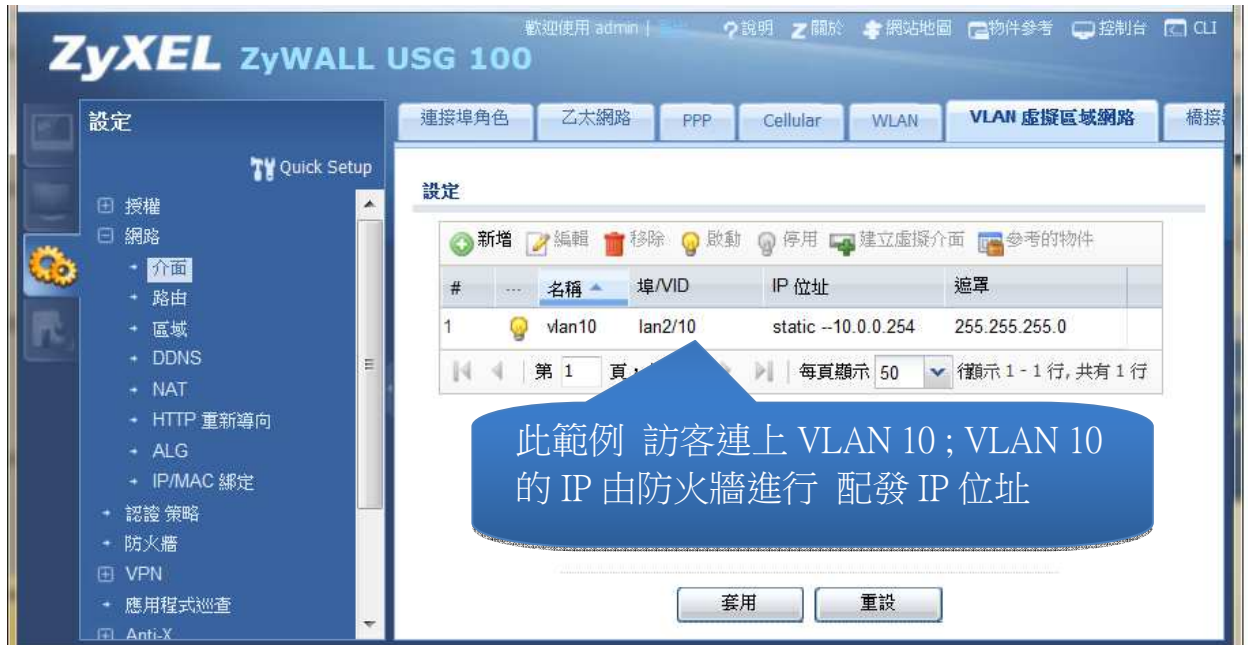 歡迎使用 admin | ?說明 Z關於 網站地圖 物件參考 控制台 CLI
ZyXEL ZyWALL USG 100
連接埠角色 乙太網路 PPP Cellular WLAN VLAN 虛擬區域網路 橋接
設定
Quick Setup
授權
網路
介面
路由
區域
DDNS
NAT
HTTP 重新導向
ALG
IP/MAC 綁定
認證 策略
防火牆
VPN
應用程式巡查
Anti-X
設定
新增 編輯 移除 啟動 停用 建立虛擬介面 參考的物件
# ... 名稱 埠/VID IP 位址 遮罩
1 vlan10 lan2/10 static --10.0.0.254 255.255.255.0
第 1 頁, 每頁顯示 50 行 顯示 1 - 1 行, 共有 1 行
此範例 訪客連上 VLAN 10 ; VLAN 10
的 IP 由防火牆進行 配發 IP 位址
套用 重設